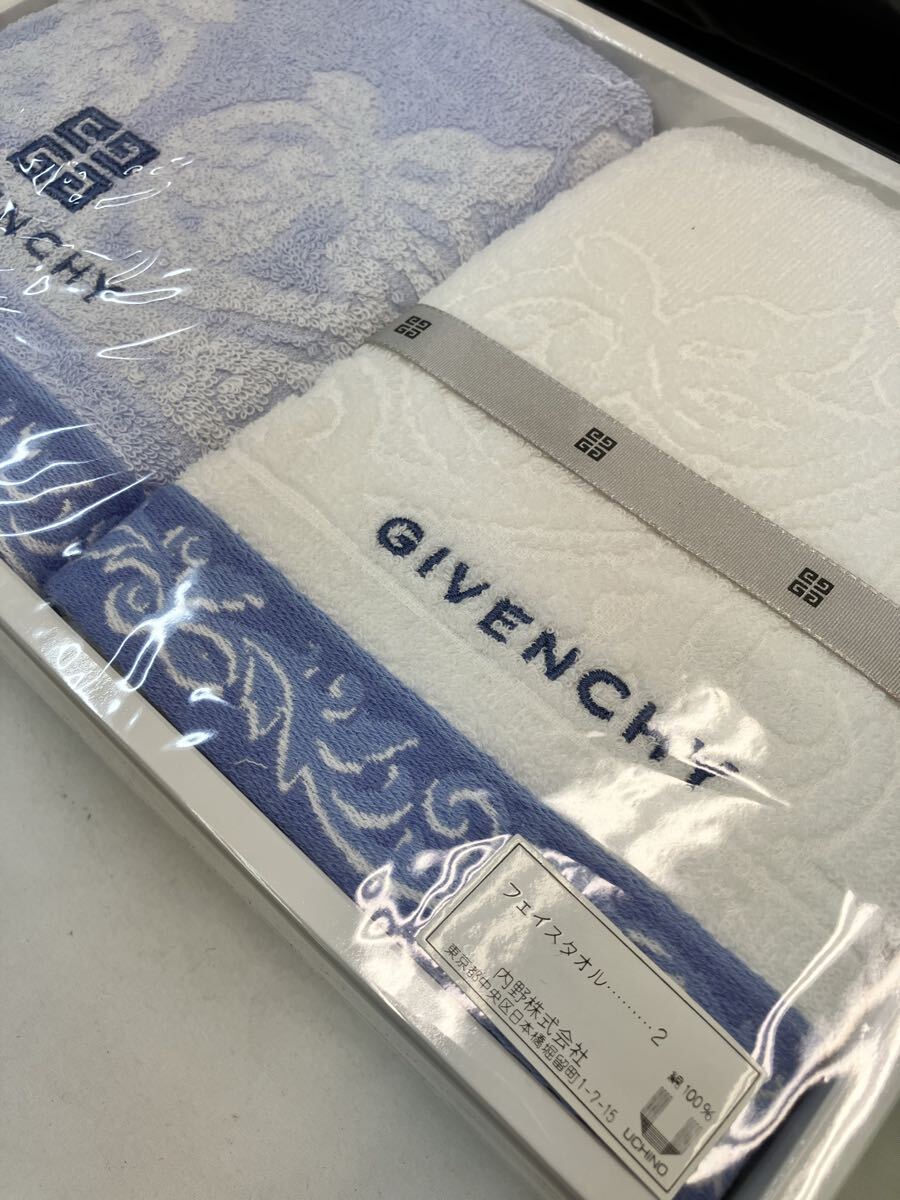 NCHY
GIVENCHY
フェイスタオル………2
内野株式会社
東京都中央区日本橋堀留町1-7-15
綿100%
UCHINO